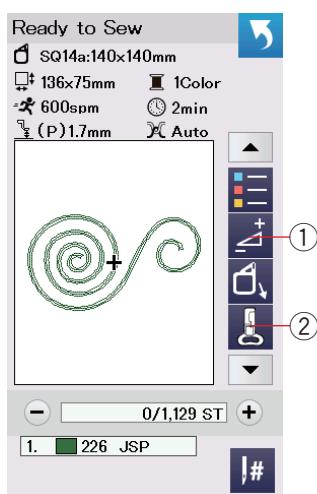 Ready to Sew
SQ14a:140×140mm
136×75mm 1Color
600spm 2min
(P)1.7mm Auto
1
2
− 0/1,129 ST +
1. 226 JSP
#